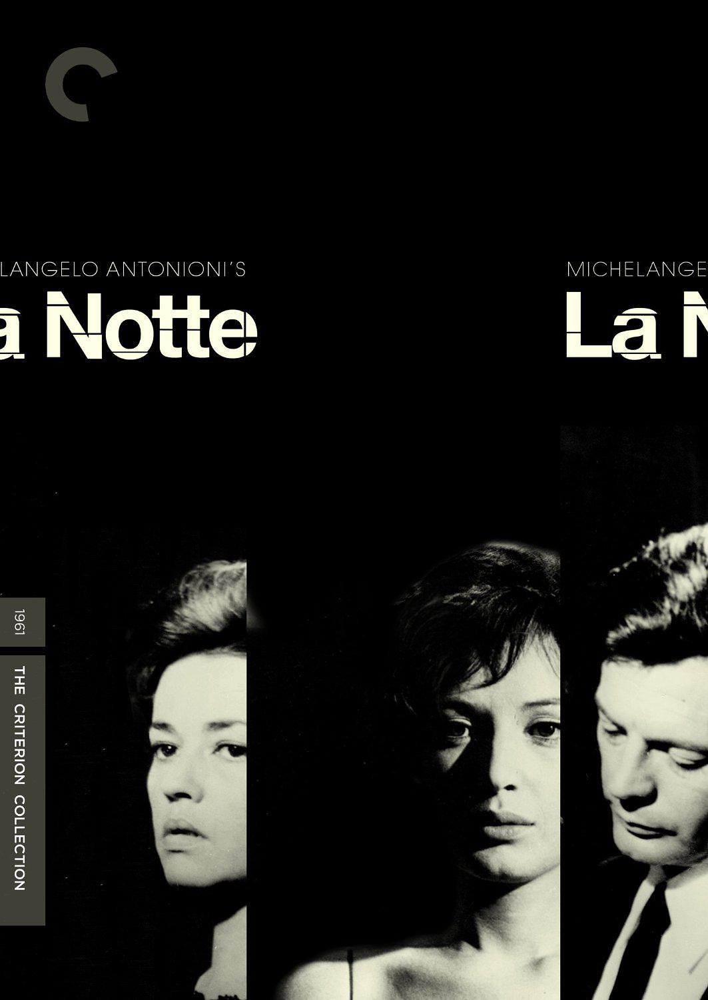 LANGELO ANTONIONI'S
a Notte
MICHELANGE
La N
1961
THE CRITERION COLLECTION